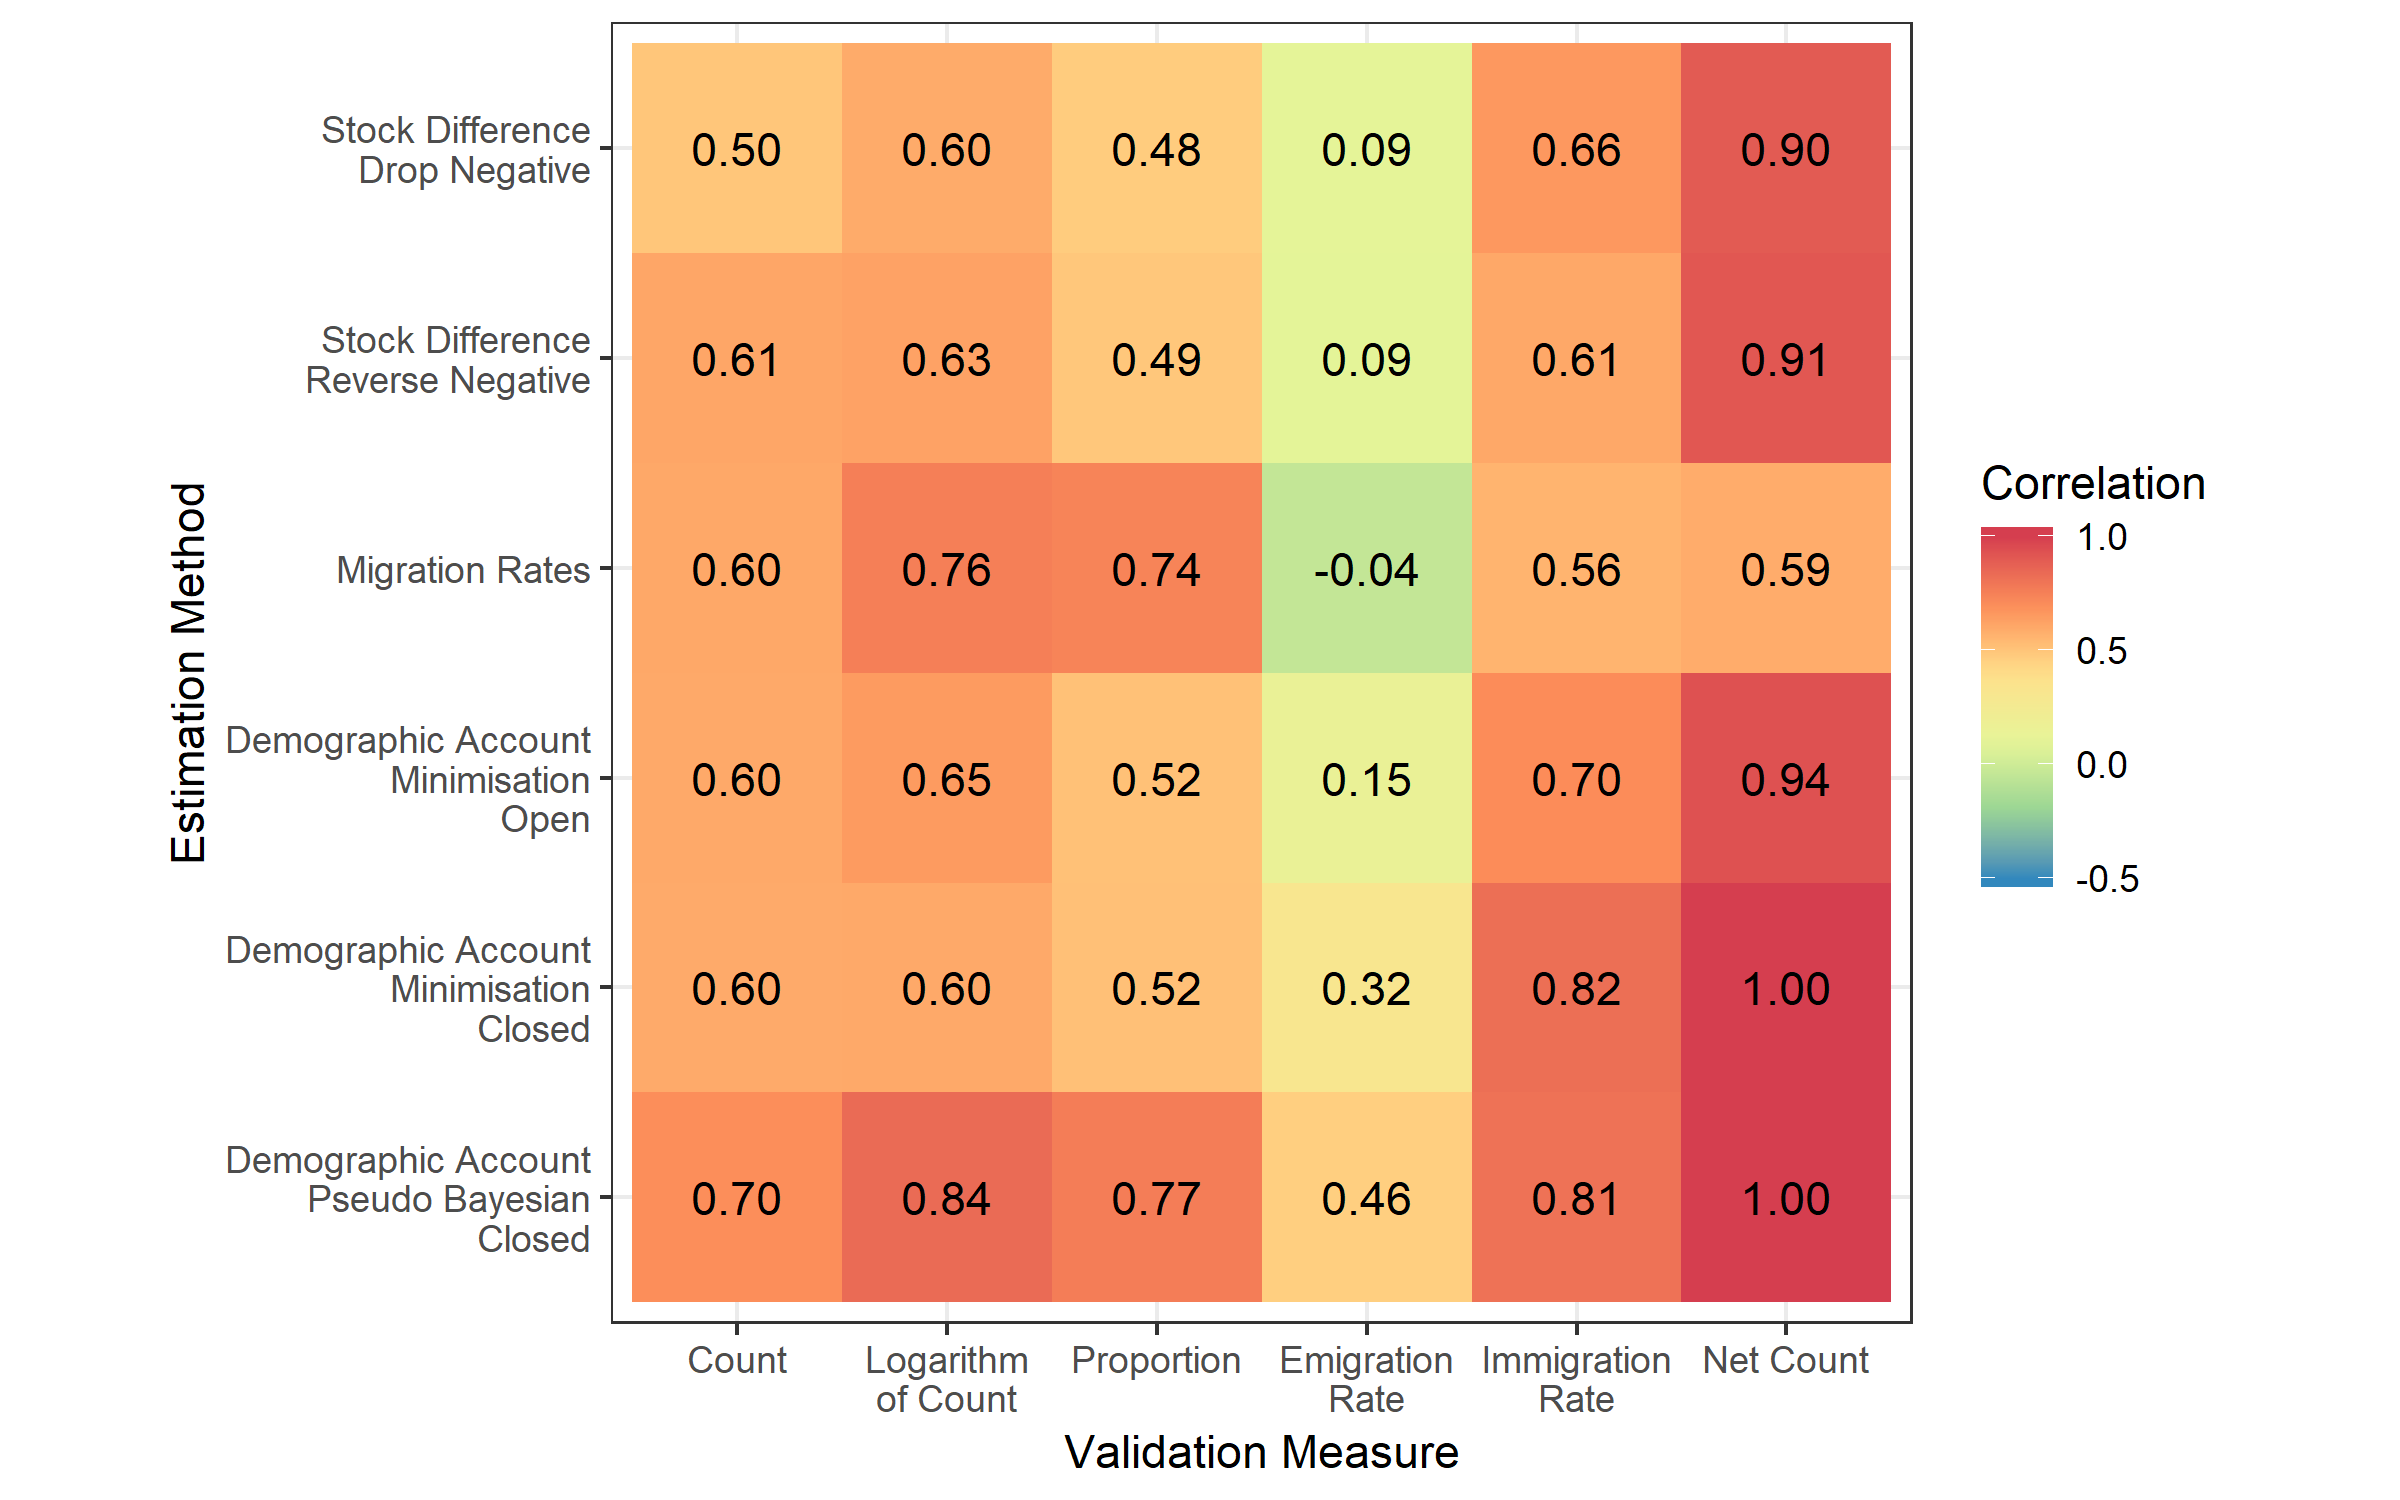 Stock Difference
Drop Negative
0.50 0.60 0.48 0.09 0.66 0.90
Stock Difference
Reverse Negative
0.61 0.63 0.49 0.09 0.61 0.91
Migration Rates
0.60 0.76 0.74 -0.04 0.56 0.59
Demographic Account
Minimisation
Open
0.60 0.65 0.52 0.15 0.70 0.94
Demographic Account
Minimisation
Closed
0.60 0.60 0.52 0.32 0.82 1.00
Demographic Account
Pseudo Bayesian
Closed
0.70 0.84 0.77 0.46 0.81 1.00
Estimation Method
Count
Logarithm
of Count
Proportion
Emigration
Rate
Immigration
Rate
Net Count
Validation Measure
Correlation
1.0
0.5
0.0
-0.5